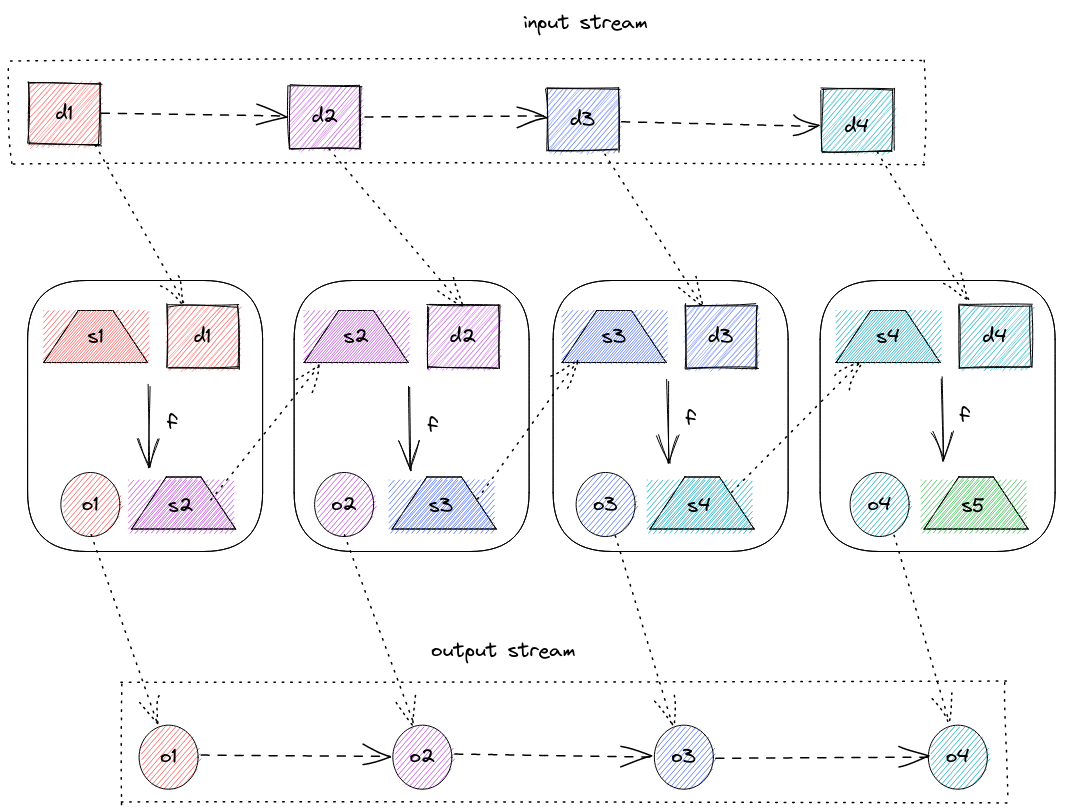 input stream
d1
d2
d3
d4
s1
d1
s2
d2
s3
d3
s4
d4
f
f
f
f
o1
s2
o2
s3
o3
s4
o4
s5
output stream
o1
o2
o3
o4